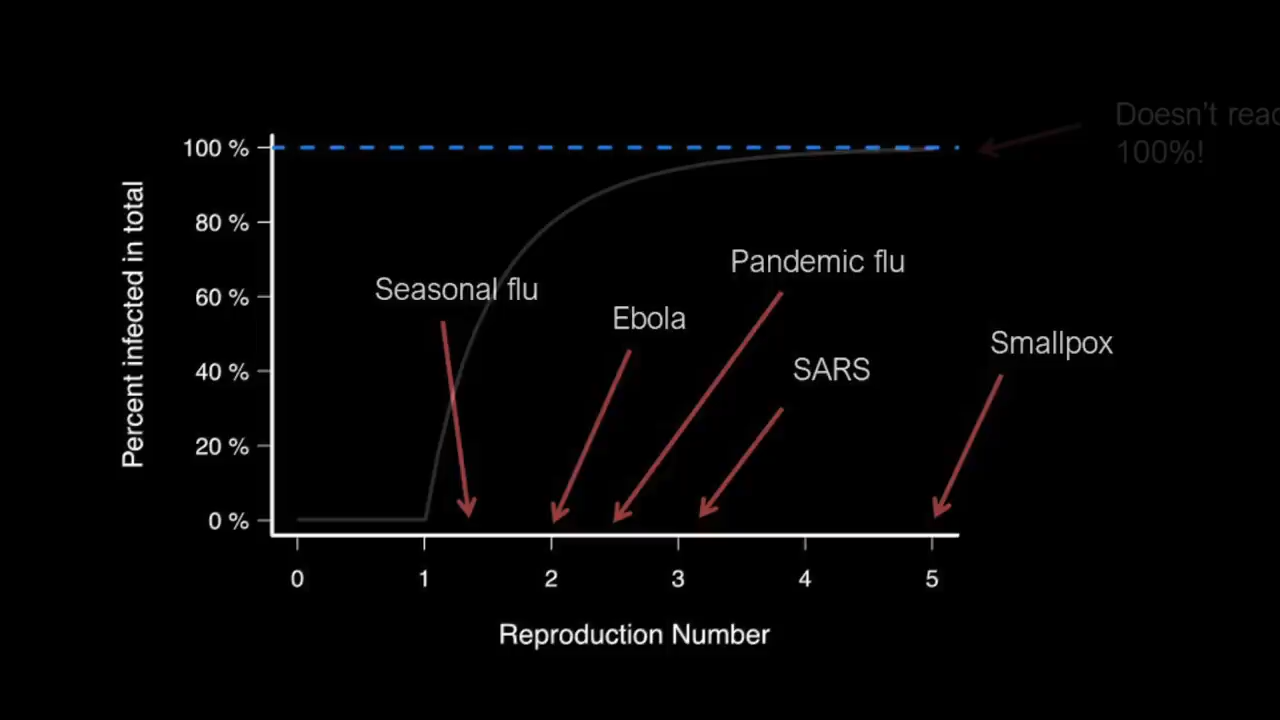 Doesn't
100%!
100 %
80 %
60 %
40 %
20 %
0 %
Percent infected in total
Seasonal flu
Ebola
Pandemic flu
SARS
Smallpox
0 1 2 3 4 5
Reproduction Number